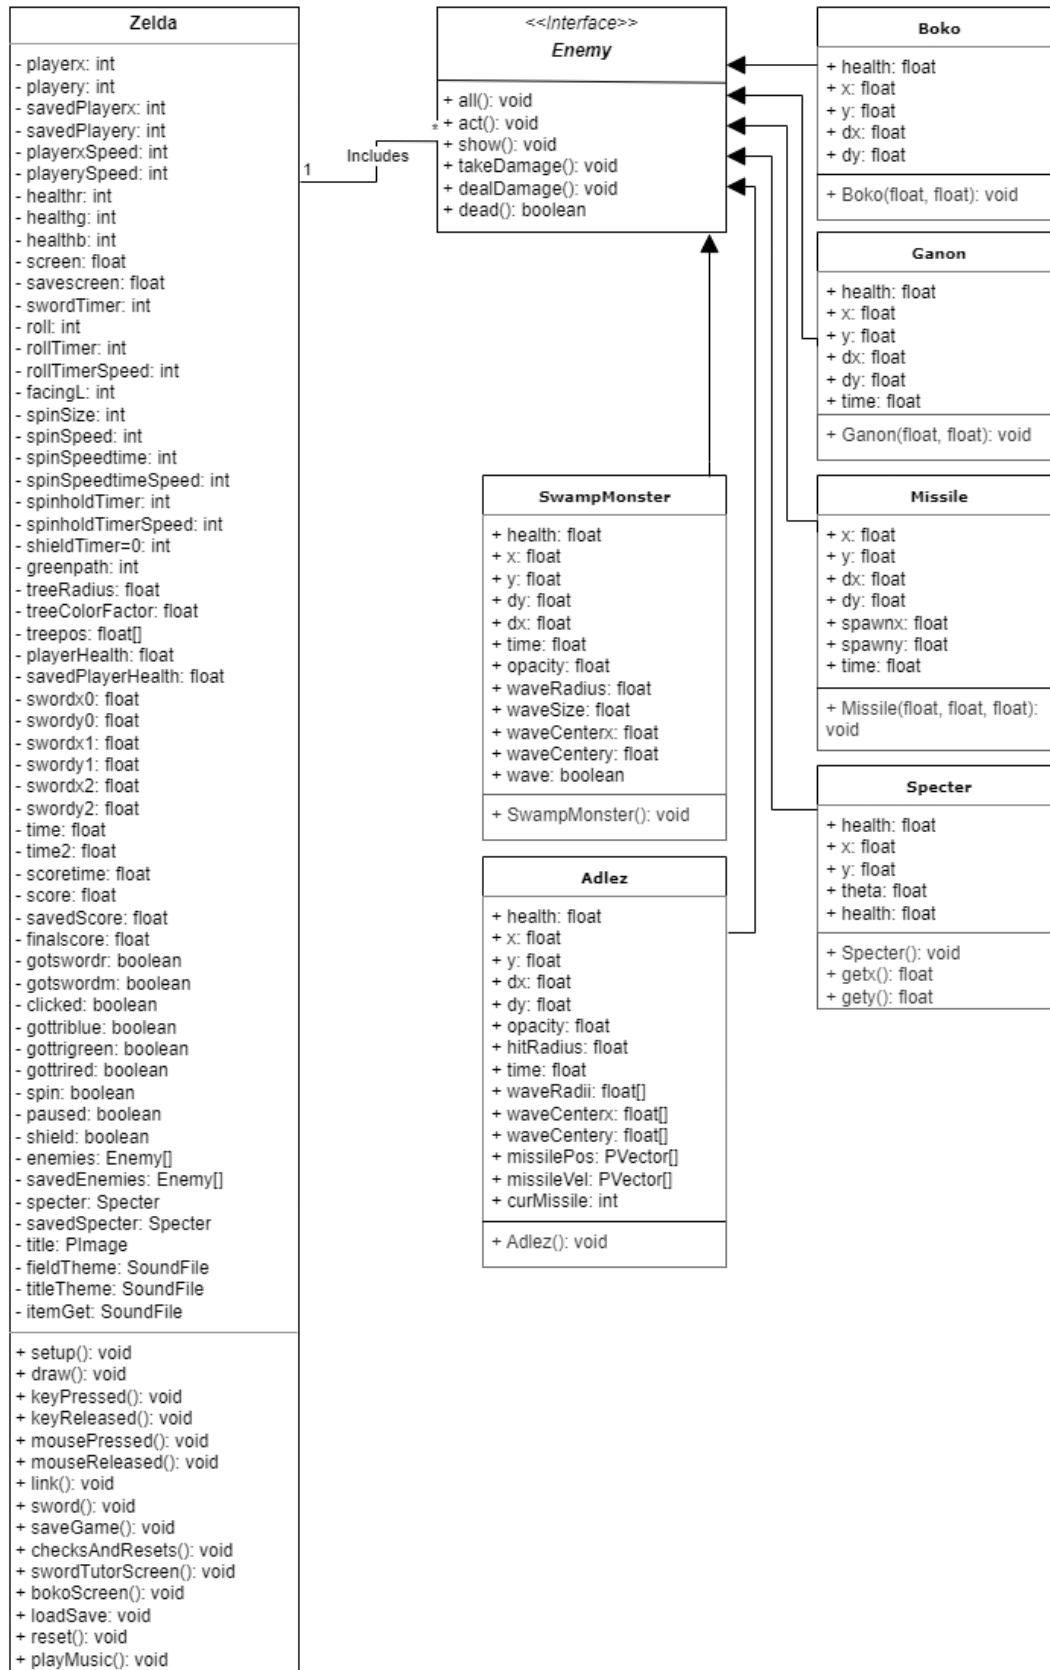 Zelda
- playerx: int
- playery: int
- savedPlayerx: int
- savedPlayery: int
- playerxSpeed: int
- playerySpeed: int
- healthr: int
- healthg: int
- healthb: int
- screen: float
- savescreen: float
- swordTimer: int
- roll: int
- rollTimer: int
- rollTimerSpeed: int
- facingL: int
- spinSize: int
- spinSpeed: int
- spinSpeedtime: int
- spinSpeedtimeSpeed: int
- spinholdTimer: int
- spinholdTimerSpeed: int
- shieldTimer=0: int
- greenpath: int
- treeRadius: float
- treeColorFactor: float
- treepos: float[]
- playerHealth: float
- savedPlayerHealth: float
- swordx0: float
- swordy0: float
- swordx1: float
- swordy1: float
- swordx2: float
- swordy2: float
- time: float
- time2: float
- scoretime: float
- score: float
- savedScore: float
- finalscore: float
- gotswordr: boolean
- gotswordm: boolean
- clicked: boolean
- gottriblue: boolean
- gottrigreen: boolean
- gottrired: boolean
- spin: boolean
- paused: boolean
- shield: boolean
- enemies: Enemy[]
- savedEnemies: Enemy[]
- specter: Specter
- savedSpecter: Specter
- title: PImage
- fieldTheme: SoundFile
- titleTheme: SoundFile
- itemGet: SoundFile
+ setup(): void
+ draw(): void
+ keyPressed(): void
+ keyReleased(): void
+ mousePressed(): void
+ mouseReleased(): void
+ link(): void
+ sword(): void
+ saveGame(): void
+ checksAndResets(): void
+ swordTutorScreen(): void
+ bokoScreen(): void
+ loadSave: void
+ reset(): void
+ playMusic(): void
1
Includes
*
<<Interface>>
Enemy
+ all(): void
+ act(): void
+ show(): void
+ takeDamage(): void
+ dealDamage(): void
+ dead(): boolean
SwampMonster
+ health: float
+ x: float
+ y: float
+ dy: float
+ dx: float
+ time: float
+ opacity: float
+ waveRadius: float
+ waveSize: float
+ waveCenterx: float
+ waveCentery: float
+ wave: boolean
+ SwampMonster(): void
Adlez
+ health: float
+ x: float
+ y: float
+ dx: float
+ dy: float
+ opacity: float
+ hitRadius: float
+ time: float
+ waveRadii: float[]
+ waveCenterx: float[]
+ waveCentery: float[]
+ missilePos: PVector[]
+ missileVel: PVector[]
+ curMissile: int
+ Adlez(): void
Boko
+ health: float
+ x: float
+ y: float
+ dx: float
+ dy: float
+ Boko(float, float): void
Ganon
+ health: float
+ x: float
+ y: float
+ dx: float
+ dy: float
+ time: float
+ Ganon(float, float): void
Missile
+ x: float
+ y: float
+ dx: float
+ dy: float
+ spawnx: float
+ spawny: float
+ time: float
+ Missile(float, float, float):
void
Specter
+ health: float
+ x: float
+ y: float
+ theta: float
+ health: float
+ Specter(): void
+ getx(): float
+ gety(): float